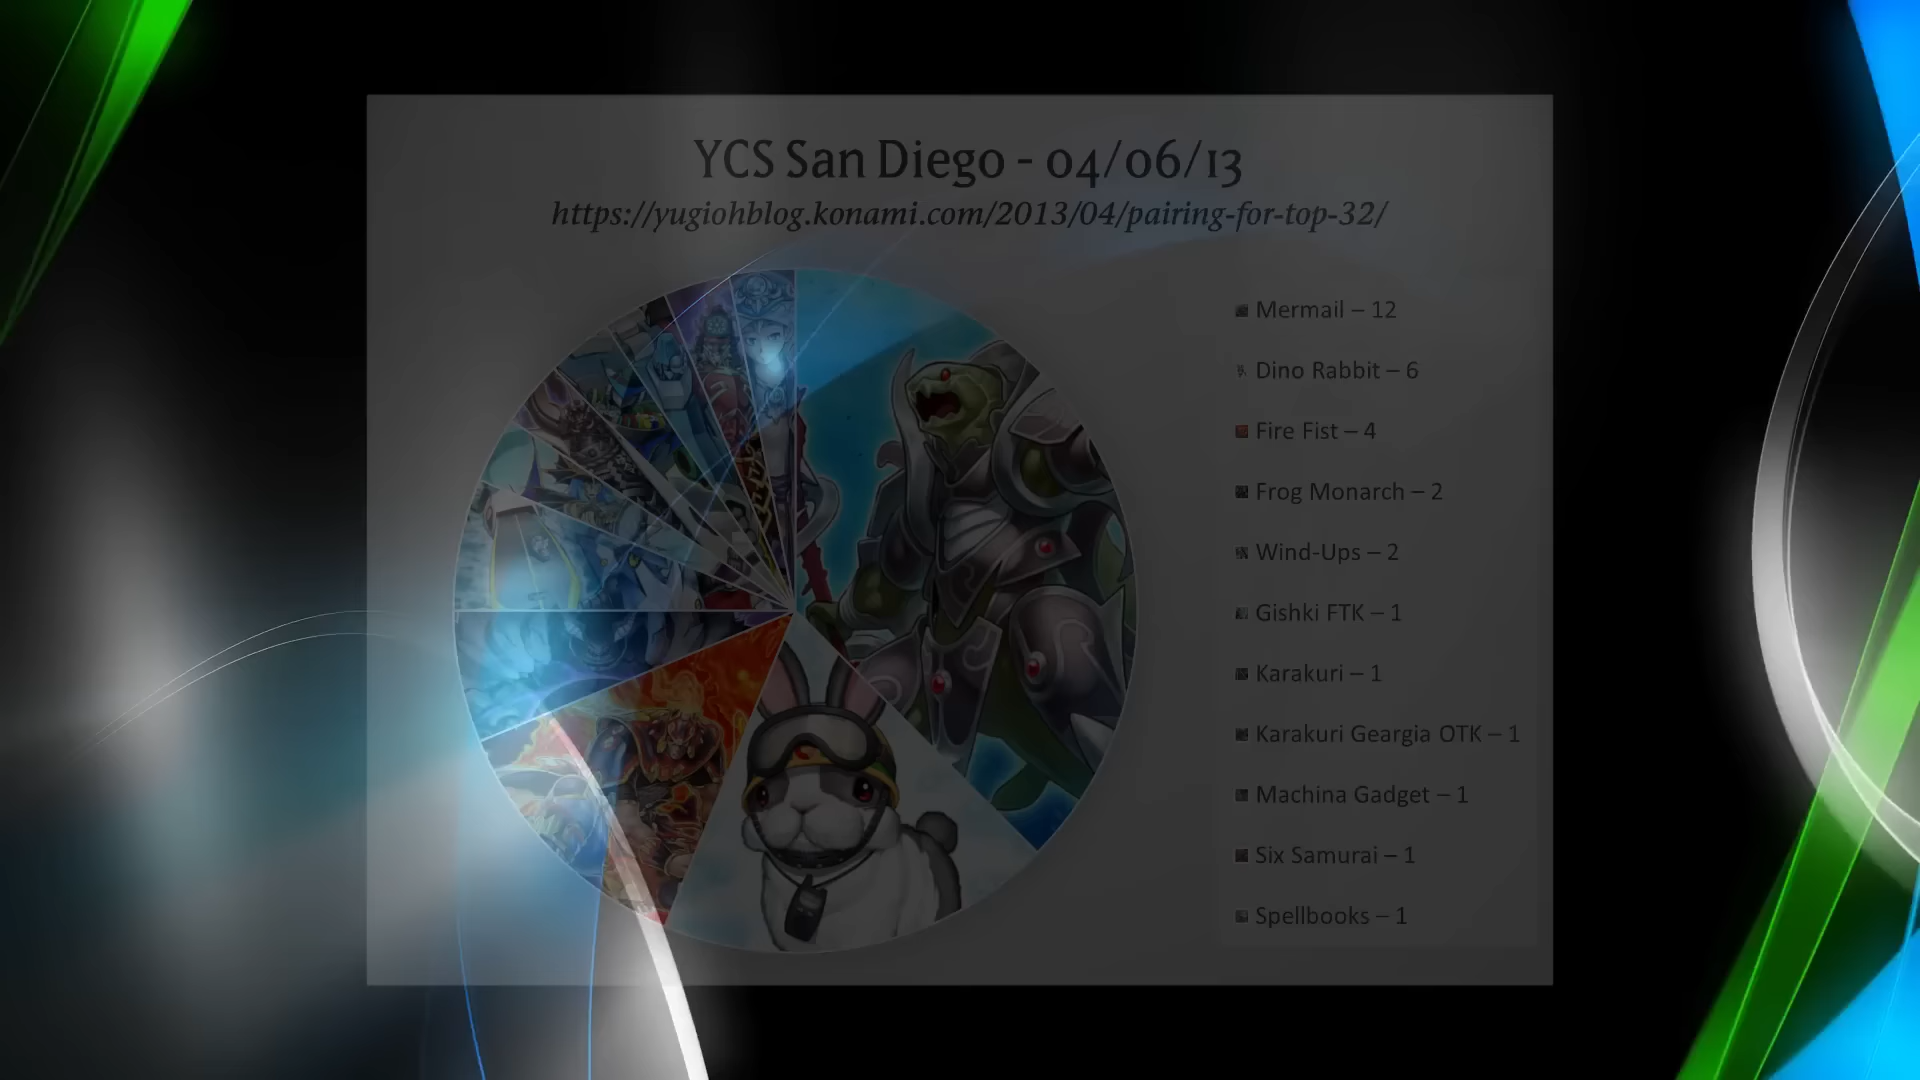 YCS San Diego - 04/06/13
https://yugiohblog.konami.com/2013/04/pairing-for-top-32/
Mermail – 12
Dino Rabbit – 6
Fire Fist – 4
Frog Monarch – 2
Wind-Ups – 2
Gishki FTK – 1
Karakuri – 1
Karakuri Geargia OTK – 1
Machina Gadget – 1
Six Samurai – 1
Spellbooks – 1